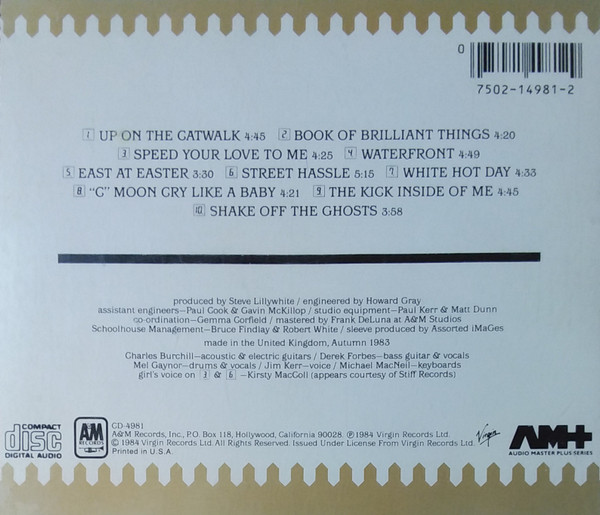 0
7502-14981-2
1 UP ON THE CATWALK 4:45 2 BOOK OF BRILLIANT THINGS 4:20
3 SPEED YOUR LOVE TO ME 4:25 4 WATERFRONT 4:49
5 EAST AT EASTER 3:30 6 STREET HASSLE 5:15 7 WHITE HOT DAY 4:33
8 “C” MOON CRY LIKE A BABY 4:21 9 THE KICK INSIDE OF ME 4:45
10 SHAKE OFF THE GHOSTS 3:58
produced by Steve Lillywhite / engineered by Howard Gray
assistant engineers—Paul Cook & Gavin McKillop / studio equipment—Paul Kerr & Matt Dunn
co-ordination—Gemma Corfield / mastered by Frank DeLuna at A&M Studios
Schoolhouse Management—Bruce Findlay & Robert White / sleeve produced by Assorted iMaGes
made in the United Kingdom, Autumn 1983
Charles Burchill—acoustic & electric guitars / Derek Forbes—bass guitar & vocals
Mel Gaynor—drums & vocals / Jim Kerr—voice / Michael MacNeil—keyboards
girl's voice on 3 & 6 —Kirsty MacColl (appears courtesy of Stiff Records)
COMPACT
disc
DIGITAL AUDIO
A&M
RECORDS
CD-4981
A&M Records, Inc., P.O. Box 118, Hollywood, California 90028. ℗ 1984 Virgin Records Ltd.
© 1984 Virgin Records Ltd. All Rights Reserved. Issued Under License From Virgin Records Ltd.
Printed in U.S.A.
Virgin
AM+
AUDIO MASTER PLUS SERIES